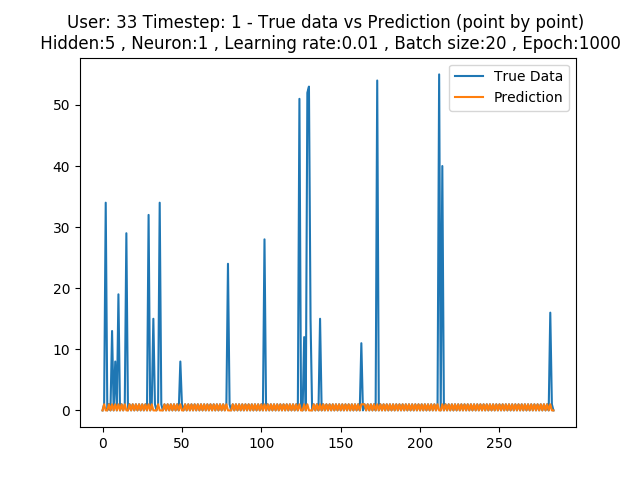 User: 33 Timestep: 1 - True data vs Prediction (point by point)
Hidden:5 , Neuron:1 , Learning rate:0.01 , Batch size:20 , Epoch:1000
True Data
Prediction
50
40
30
20
10
0
0 50 100 150 200 250